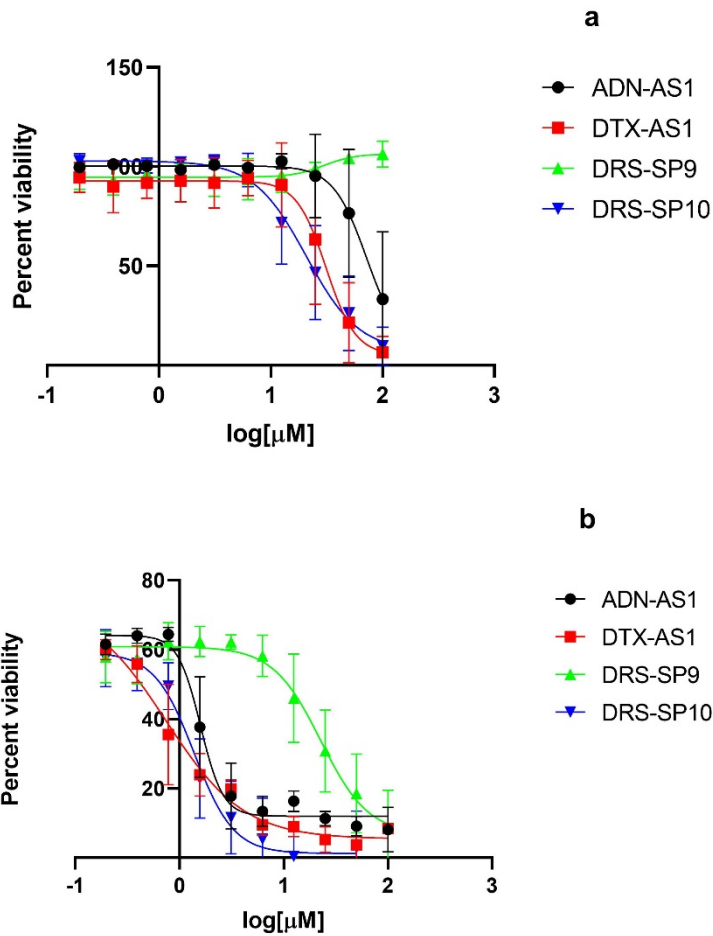 a
150
100
50
-1 0 1 2 3
Percent viability
log[μM]
ADN-AS1
DTX-AS1
DRS-SP9
DRS-SP10
b
80
60
40
20
-1 0 1 2 3
Percent viability
log[μM]
ADN-AS1
DTX-AS1
DRS-SP9
DRS-SP10